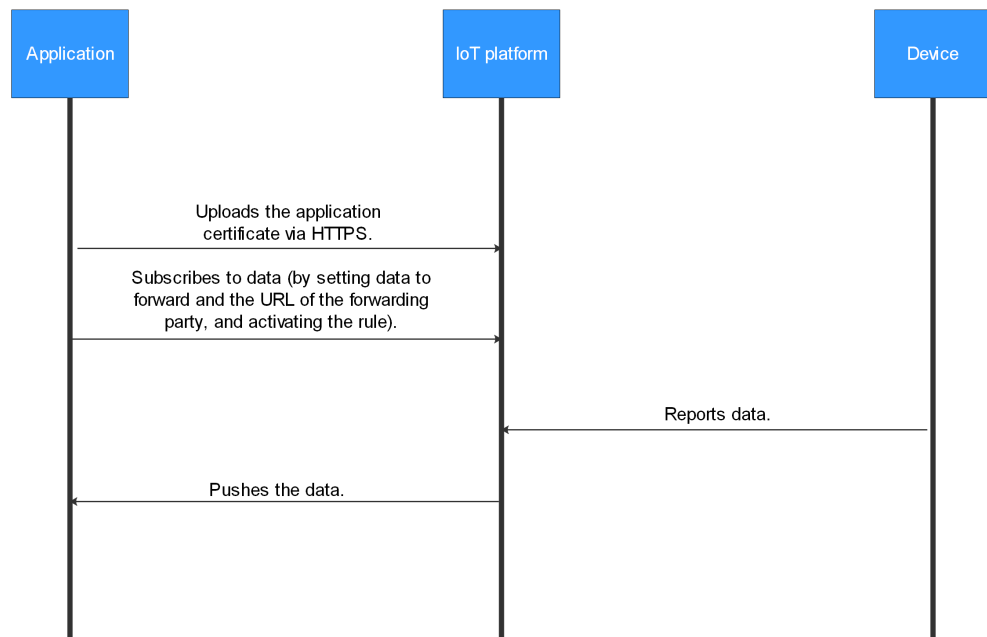 Application
IoT platform
Device
Uploads the application
certificate via HTTPS.
Subscribes to data (by setting data to
forward and the URL of the forwarding
party, and activating the rule).
Reports data.
Pushes the data.